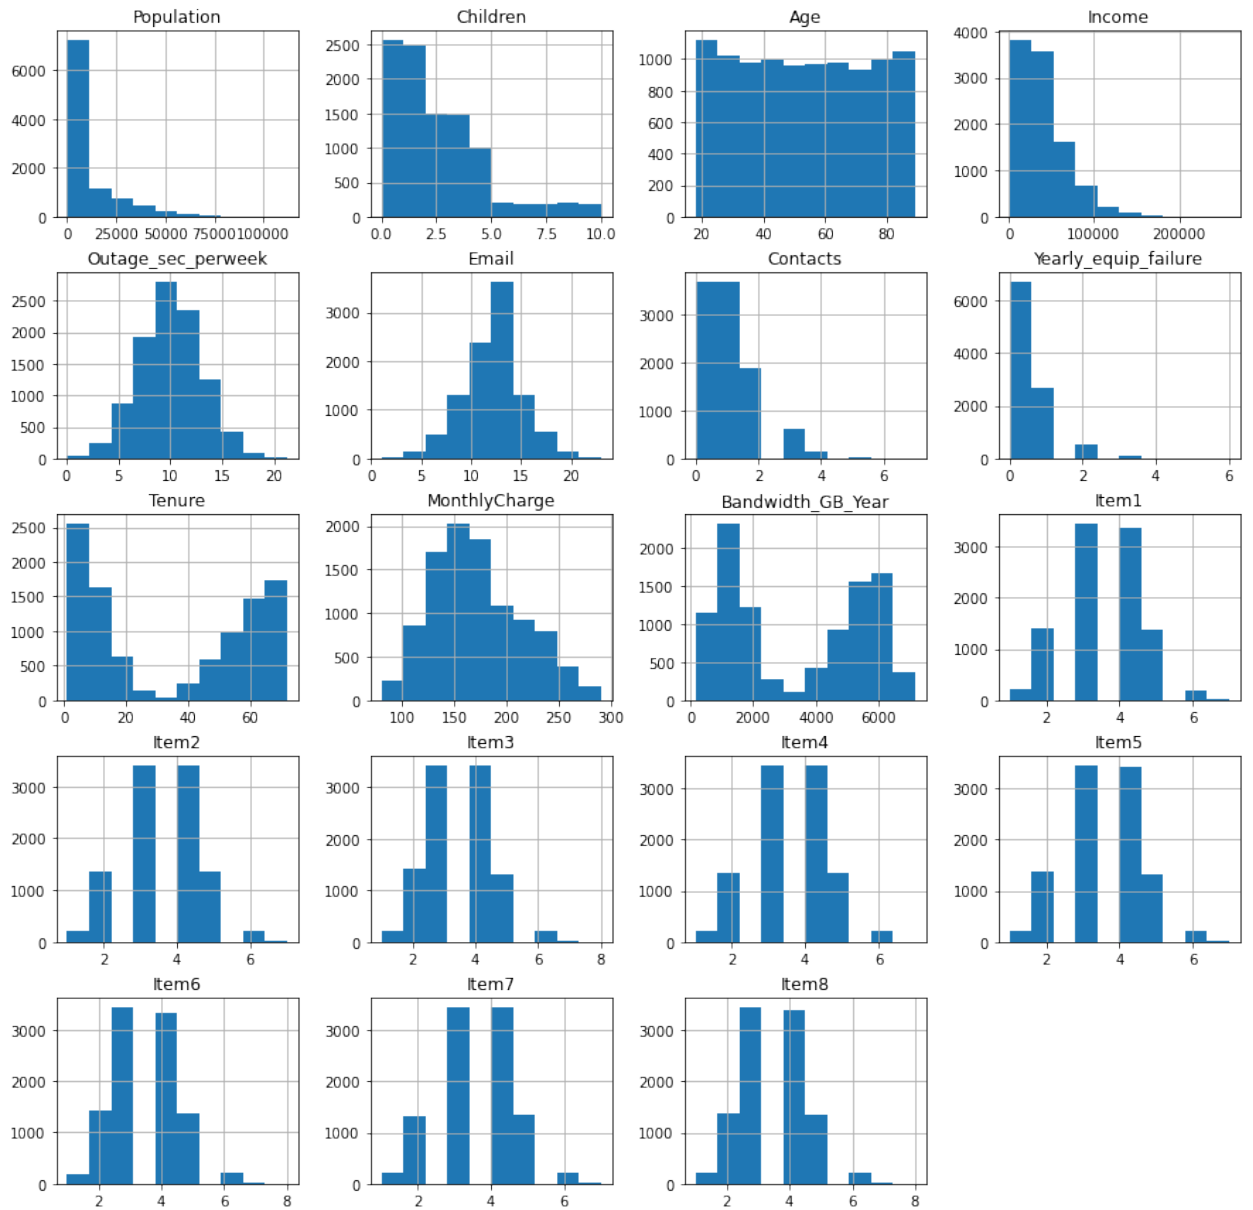 Population Children Age Income
6000 4000 2000 0
0 25000 50000 75000 100000
2500 2000 1500 1000 500 0
0.0 2.5 5.0 7.5 10.0
1000 800 600 400 200 0
20 40 60 80
4000 3000 2000 1000 0
0 100000 200000
Outage_sec_perweek Email Contacts Yearly_equip_failure
2500 2000 1500 1000 500 0
0 5 10 15 20
3000 2000 1000 0
0 5 10 15 20
3000 2000 1000 0
0 2 4 6
6000 4000 2000 0
0 2 4 6
Tenure MonthlyCharge Bandwidth_GB_Year Item1
2500 2000 1500 1000 500 0
0 20 40 60
2000 1500 1000 500 0
100 150 200 250 300
2000 1500 1000 500 0
0 2000 4000 6000
3000 2000 1000 0
2 4 6
Item2 Item3 Item4 Item5
3000 2000 1000 0
2 4 6
3000 2000 1000 0
2 4 6 8
3000 2000 1000 0
2 4 6
3000 2000 1000 0
2 4 6
Item6 Item7 Item8
3000 2000 1000 0
2 4 6 8
3000 2000 1000 0
2 4 6
3000 2000 1000 0
2 4 6 8